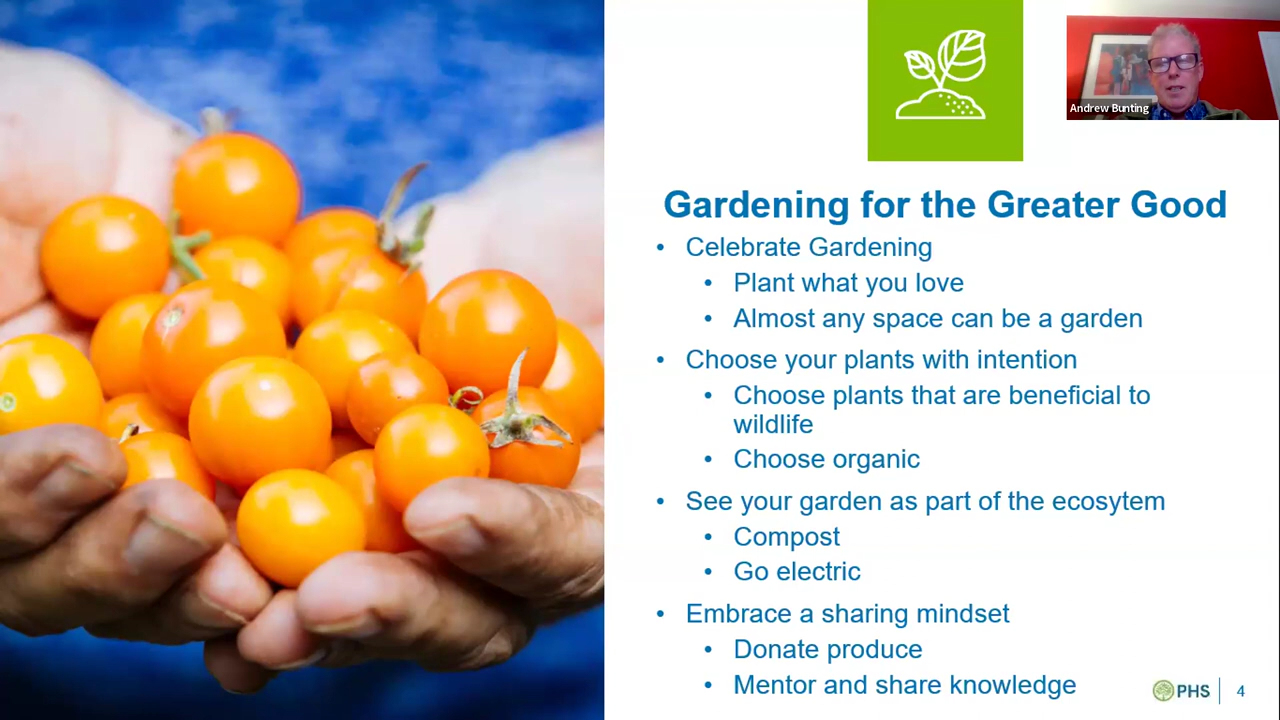 Andrew Bunting
Gardening for the Greater Good
• Celebrate Gardening
• Plant what you love
• Almost any space can be a garden
• Choose your plants with intention
• Choose plants that are beneficial to
wildlife
• Choose organic
• See your garden as part of the ecosytem
• Compost
• Go electric
• Embrace a sharing mindset
• Donate produce
• Mentor and share knowledge
PHS
4